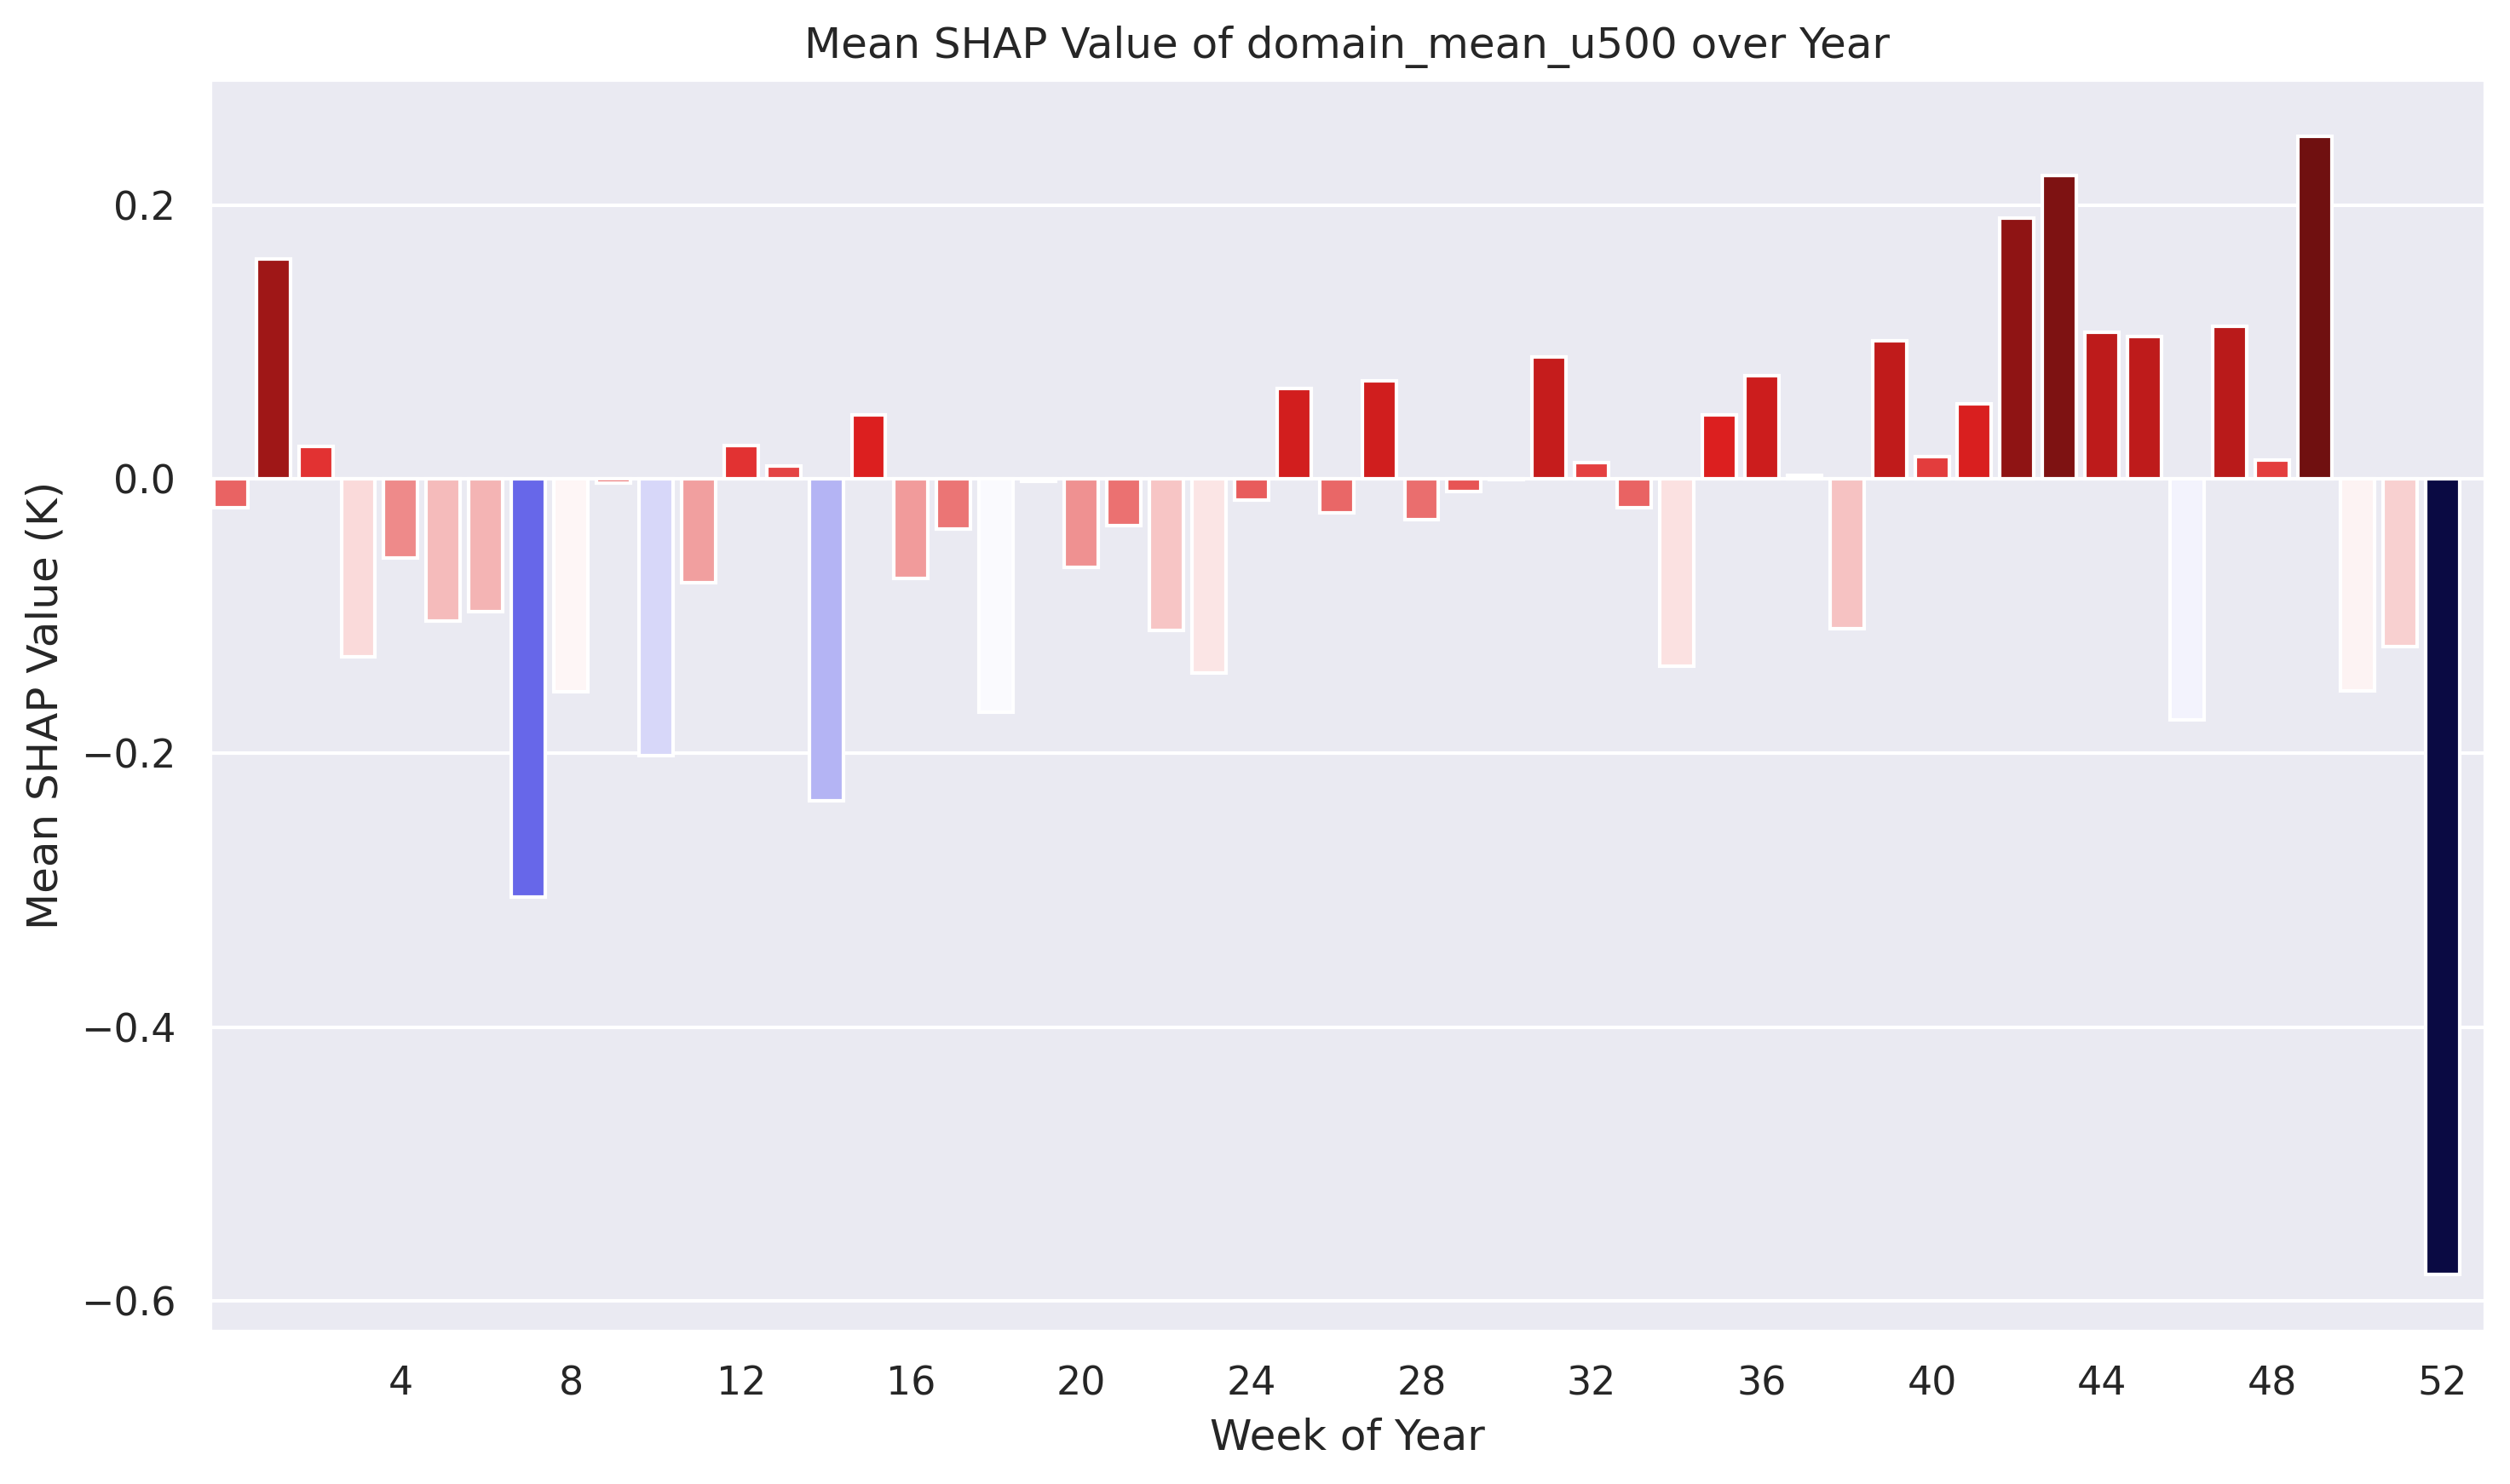 Mean SHAP Value of domain_mean_u500 over Year
Mean SHAP Value (K)
0.2
0.0
−0.2
−0.4
−0.6
4 8 12 16 20 24 28 32 36 40 44 48 52
Week of Year